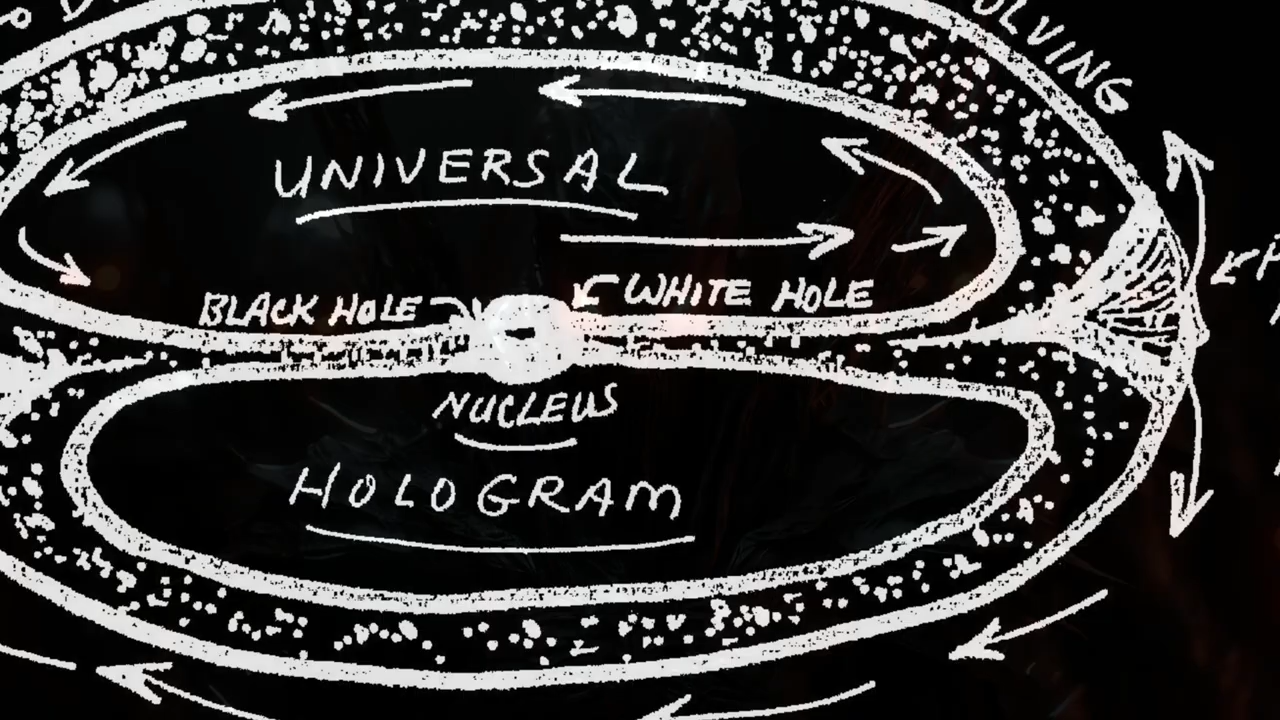 UNIVERSAL
BLACK HOLE
WHITE HOLE
NUCLEUS
HOLOGRAM